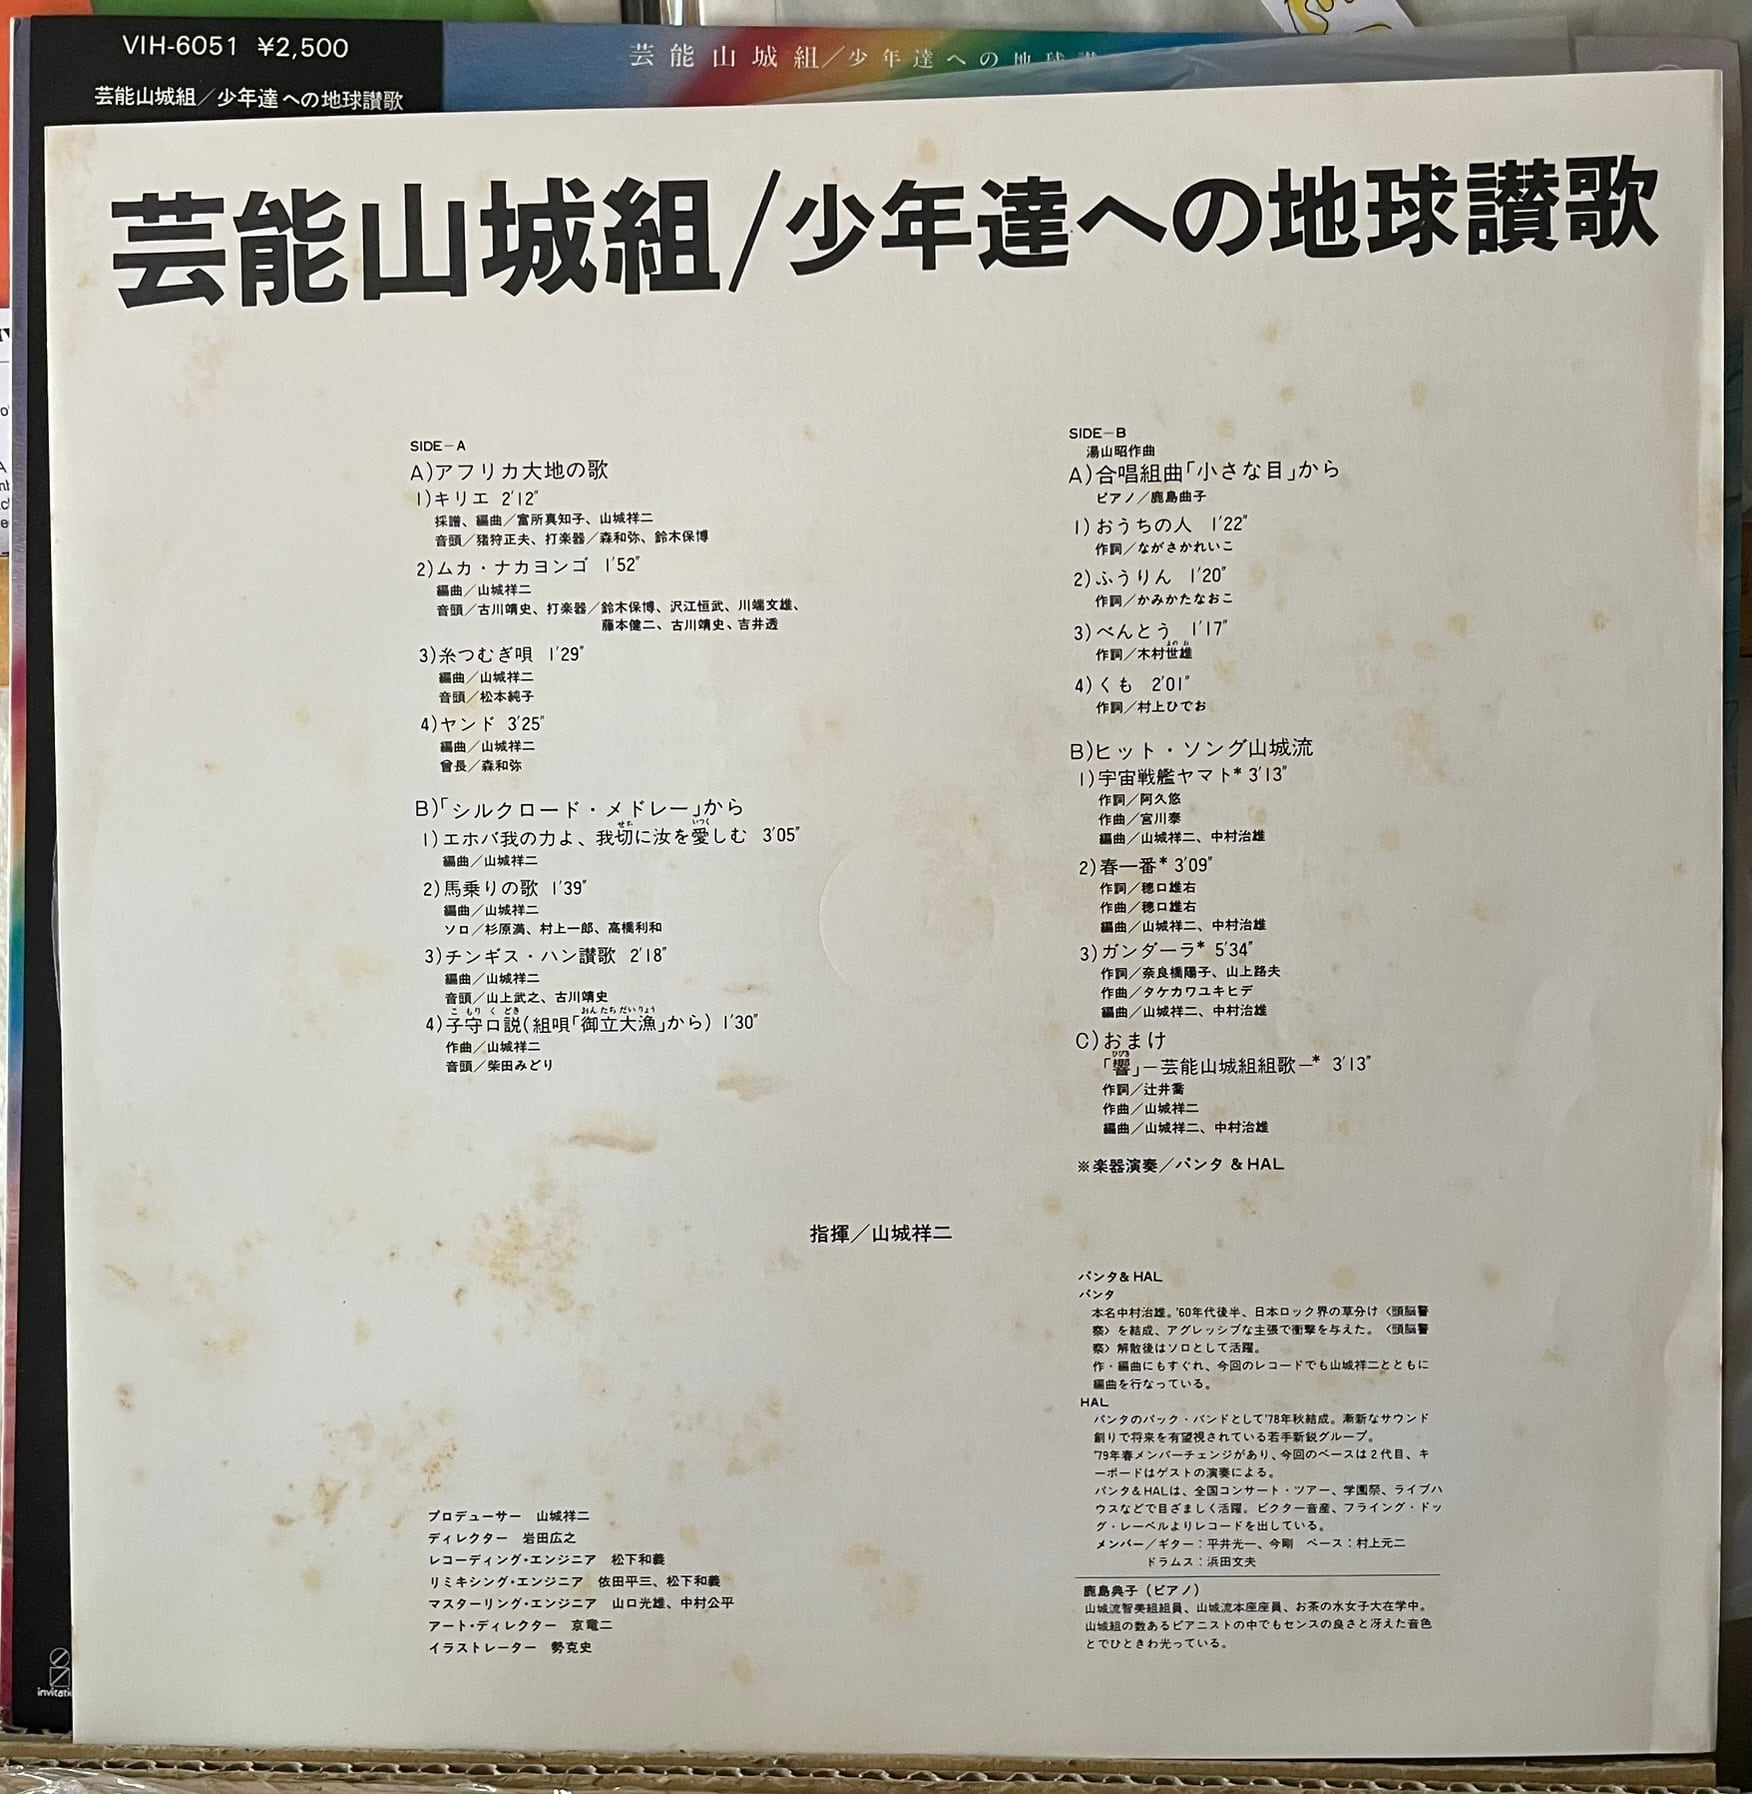 VIH-6051 ¥2,500
芸能山城組/少年達への地球讃歌
芸能山城組/少年達への地球
芸能山城組/少年達への地球讃歌
SIDE-A
A)アフリカ大地の歌
1)キリエ 2'12"
採譜、編曲/富所真知子、山城祥二
音頭/猪狩正夫、打楽器/森和弥、鈴木保博
2)ムカ・ナカヨンゴ 1'52"
編曲/山城祥二
音頭/古川靖史、打楽器/鈴木保博、沢江恒武、川端文雄、
藤本健二、古川靖史、吉井透
3)糸つむぎ唄 1'29"
編曲/山城祥二
音頭/松本純子
4)ヤンド 3'25"
編曲/山城祥二
曾長/森和弥
B)「シルクロード・メドレー」から
せた いつく
1)エホバ我の力よ、我切に汝を愛しむ 3'05"
編曲/山城祥二
2)馬乗りの歌 1'39"
編曲/山城祥二
ソロ/杉原満、村上一郎、高橋利和
3)チンギス・ハン讃歌 2'18"
編曲/山城祥二
音頭/山上武之、古川靖史
こ もり く どき おん たち だい りょう
4)子守口説(組唄「御立大漁」から) 1'30"
作曲/山城祥二
音頭/柴田みどり
SIDE-B
湯山昭作曲
A)合唱組曲「小さな目」から
ピアノ/鹿島曲子
1)おうちの人 1'22"
作詞/ながさかれいこ
2)ふうりん 1'20"
作詞/かみかたなおこ
3)べんとう 1'17"
作詞/木村世雄
4)くも 2'01"
作詞/村上ひでお
B)ヒット・ソング山城流
1)宇宙戦艦ヤマト* 3'13"
作詞/阿久悠
作曲/宮川泰
編曲/山城祥二、中村治雄
2)春一番* 3'09"
作詞/穂口雄右
作曲/穂口雄右
編曲/山城祥二、中村治雄
3)ガンダーラ* 5'34"
作詞/奈良橋陽子、山上路夫
作曲/タケカワユキヒデ
編曲/山城祥二、中村治雄
C)おまけ
ひびき
「響」-芸能山城組組歌-* 3'13"
作詞/辻井喬
作曲/山城祥二
編曲/山城祥二、中村治雄
※楽器演奏/パンタ & HAL
指揮/山城祥二
パンタ& HAL
パンタ
本名中村治雄。'60年代後半、日本ロック界の草分け〈頭脳警
察〉を結成、アグレッシブな主張で衝撃を与えた。〈頭脳警
察〉解散後はソロとして活躍。
作・編曲にもすぐれ、今回のレコードでも山城祥二とともに
編曲を行なっている。
HAL
パンタのバック・バンドとして'78年秋結成。漸新なサウンド
創りで将来を有望視されている若手新鋭グループ。
'79年春メンバーチェンジがあり、今回のベースは2代目、キ
ーボードはゲストの演奏による。
パンタ&HALは、全国コンサート・ツアー、学園祭、ライブハ
ウスなどで目ざましく活躍。ビクター音産、フライング・ドッ
グ・レーベルよりレコードを出している。
メンバー/ギター:平井光一、今剛 ベース:村上元二
ドラムス:浜田文夫
鹿島典子(ピアノ)
山城流智美組組員、山城流本座座員、お茶の水女子大在学中。
山城組の数あるピアニストの中でもセンスの良さと冴えた音色
とでひときわ光っている。
プロデューサー 山城祥二
ディレクター 岩田広之
レコーディング・エンジニア 松下和義
リミキシング・エンジニア 依田平三、松下和義
マスターリング・エンジニア 山口光雄、中村公平
アート・ディレクター 京竜二
イラストレーター 勢克史